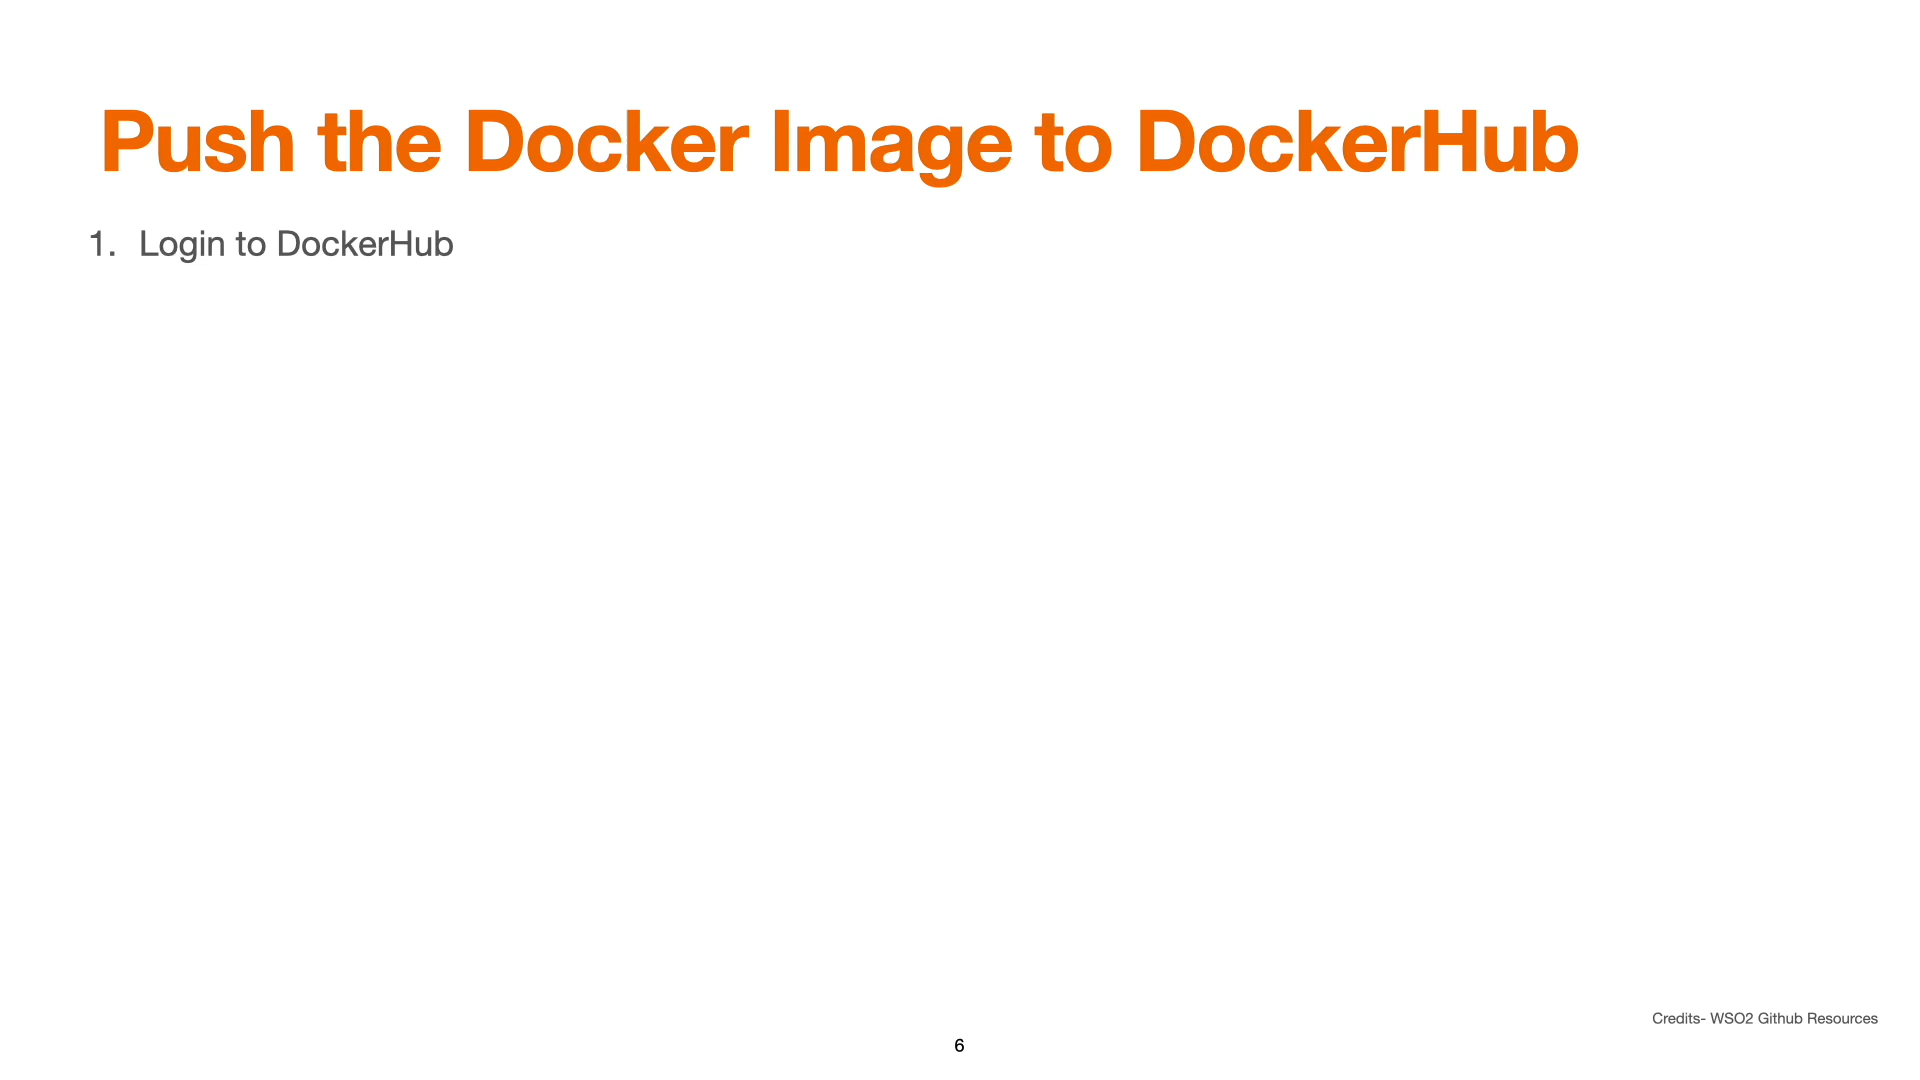 Push the Docker Image to DockerHub
1. Login to DockerHub
Credits- WSO2 Github Resources
6